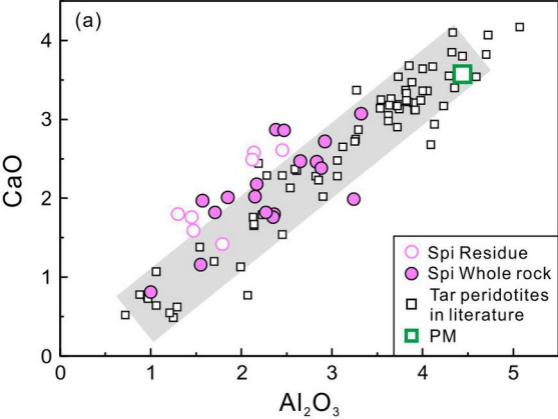 (a)
4
3
2
1
0
CaO
Spi Residue
Spi Whole rock
Tar peridotites
in literature
PM
0 1 2 3 4 5
Al₂O₃